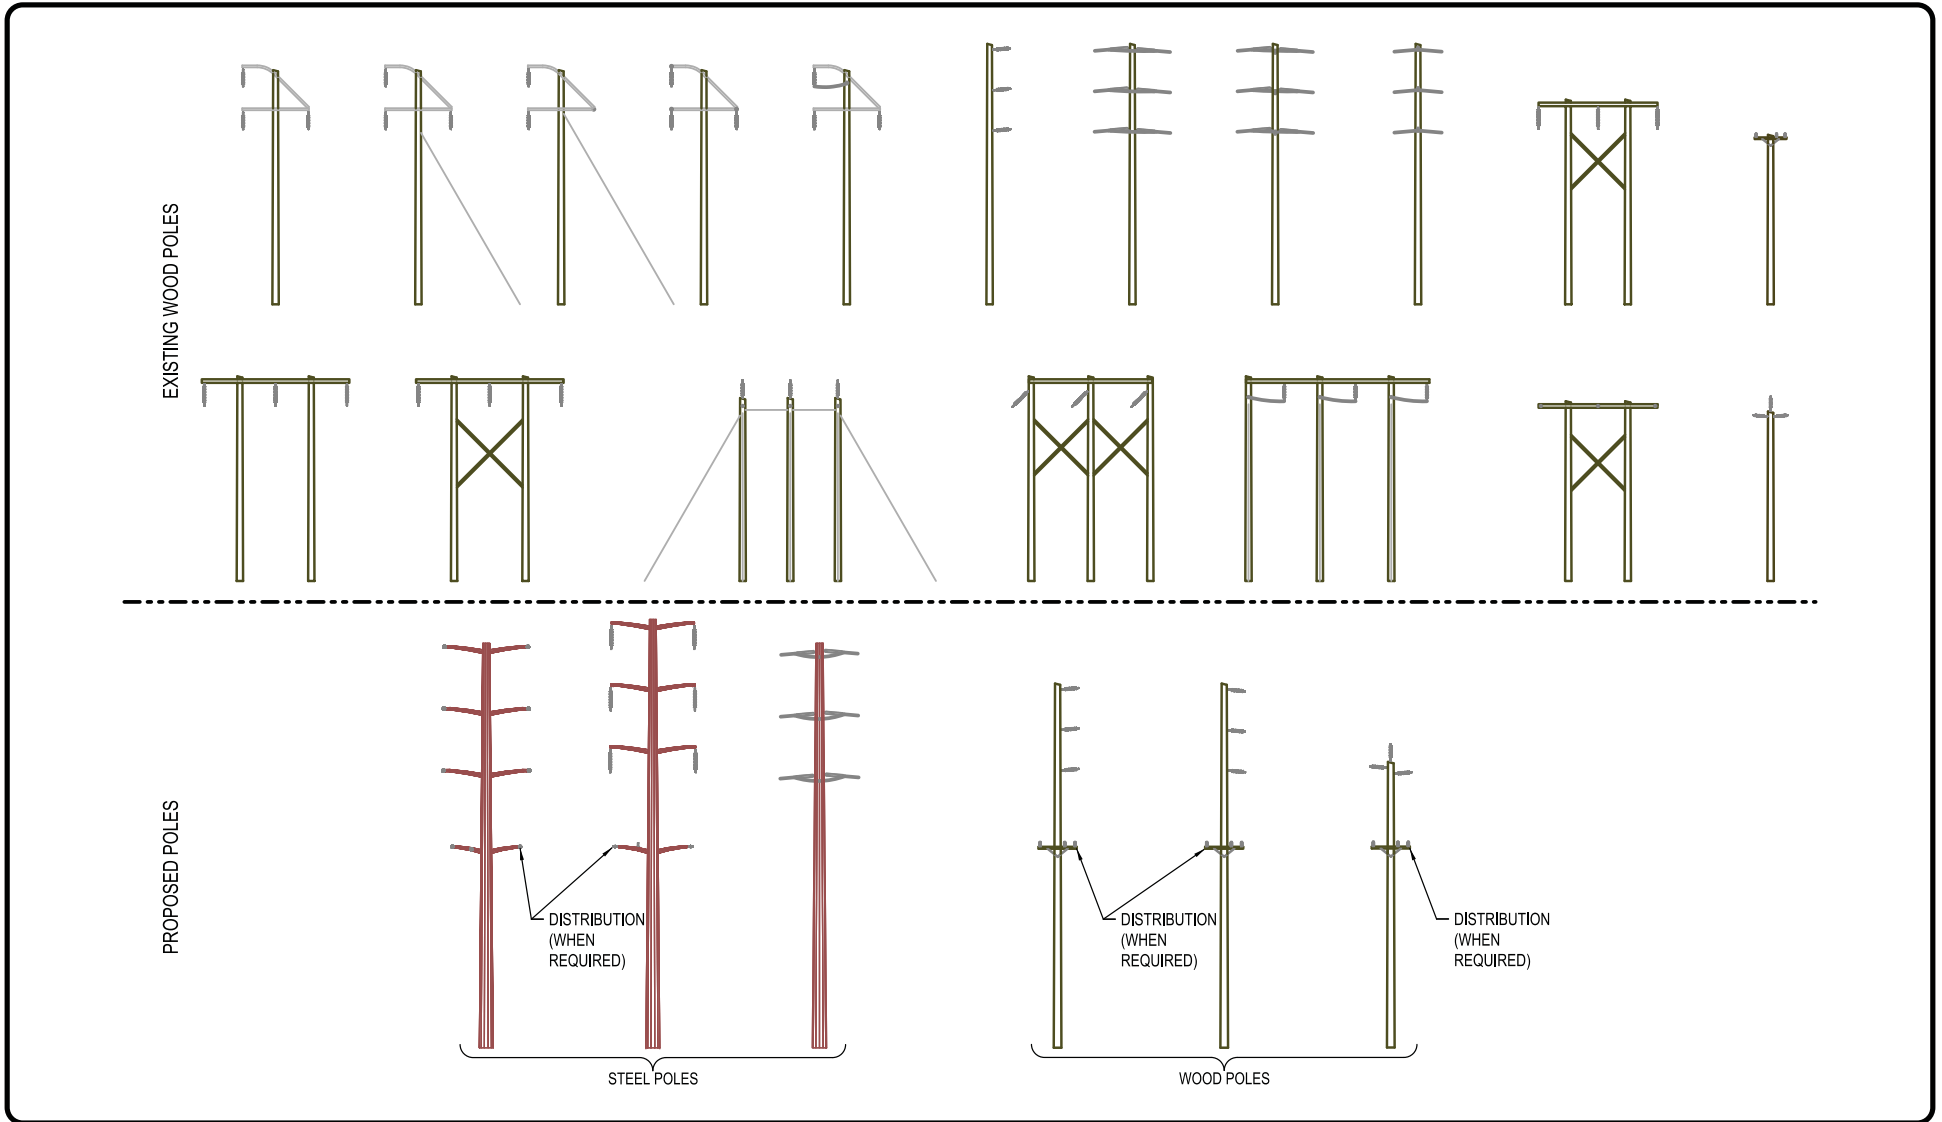 EXISTING WOOD POLES
PROPOSED POLES
DISTRIBUTION
(WHEN
REQUIRED)
DISTRIBUTION
(WHEN
REQUIRED)
DISTRIBUTION
(WHEN
REQUIRED)
STEEL POLES
WOOD POLES